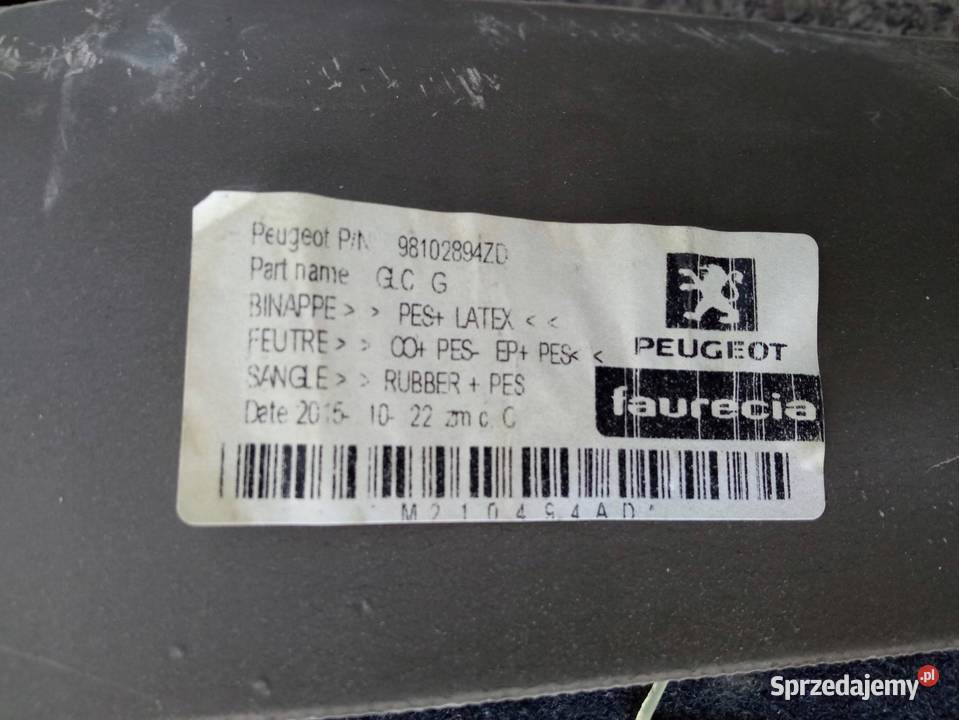 Peugeot P/N 98102894ZD
Part name GLC G
BINAPPE > > PES+ LATEX < <
FEUTRE > > CO+ PES- EP+ PES< <
SANGLE > > RUBBER + PES
Date 2015- 10- 22 zm c. C
PEUGEOT
faurecia
M210494AD*
Sprzedajemy.pl